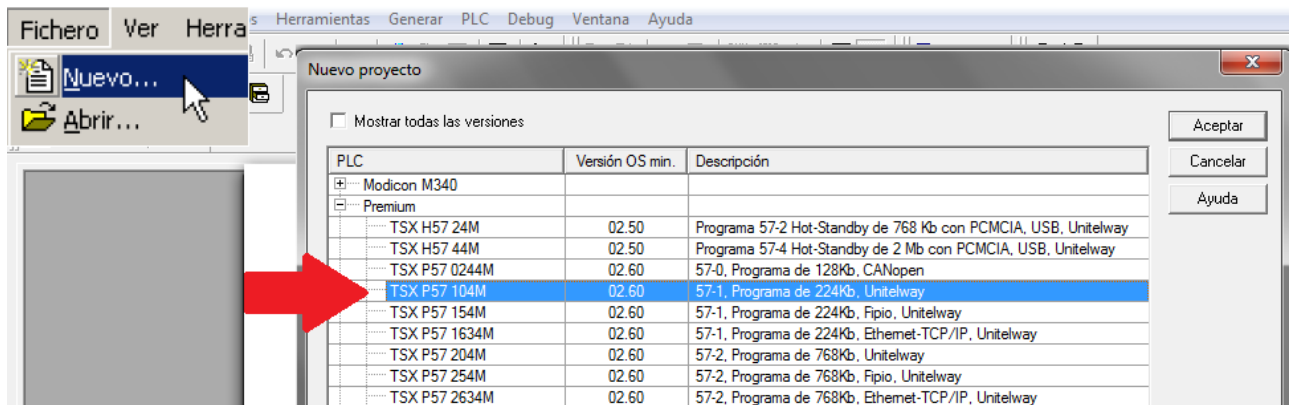 Fichero Ver Herra
s Herramientas Generar PLC Debug Ventana Ayuda
Nuevo...
Abrir...
Nuevo proyecto
Mostrar todas las versiones
Aceptar
Cancelar
Ayuda
PLC Versión OS min. Descripción
Modicon M340
Premium
TSX H57 24M 02.50 Programa 57-2 Hot-Standby de 768 Kb con PCMCIA, USB, Unitelway
TSX H57 44M 02.50 Programa 57-4 Hot-Standby de 2 Mb con PCMCIA, USB, Unitelway
TSX P57 0244M 02.60 57-0, Programa de 128Kb, CANopen
TSX P57 104M 02.60 57-1, Programa de 224Kb, Unitelway
TSX P57 154M 02.60 57-1, Programa de 224Kb, Fipio, Unitelway
TSX P57 1634M 02.60 57-1, Programa de 224Kb, Ethernet-TCP/IP, Unitelway
TSX P57 204M 02.60 57-2, Programa de 768Kb, Unitelway
TSX P57 254M 02.60 57-2, Programa de 768Kb, Fipio, Unitelway
TSX P57 2634M 02.60 57-2, Programa de 768Kb, Ethernet-TCP/IP, Unitelway